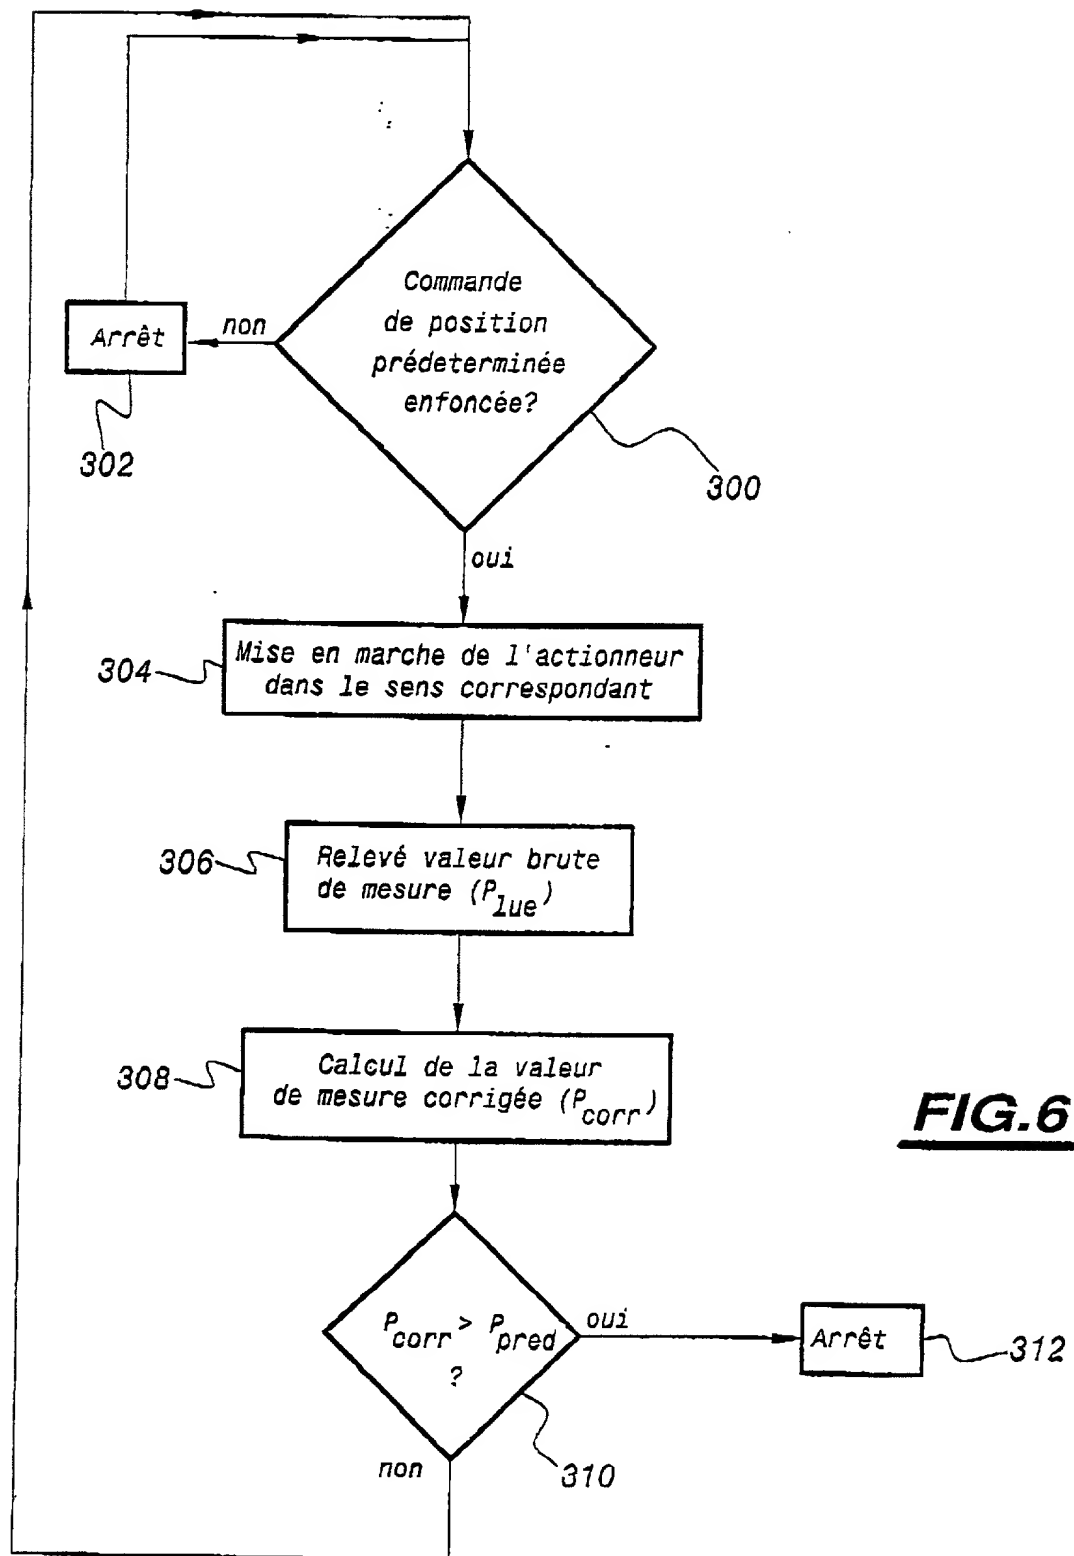 Commande
de position
prédeterminée
enfoncée?
non
Arrêt
302
300
oui
304
Mise en marche de l'actionneur
dans le sens correspondant
306
Relevé valeur brute
de mesure (P_lue)
308
Calcul de la valeur
de mesure corrigée (P_corr)
FIG.6
P_corr > P_pred
?
oui
Arrêt
312
non
310